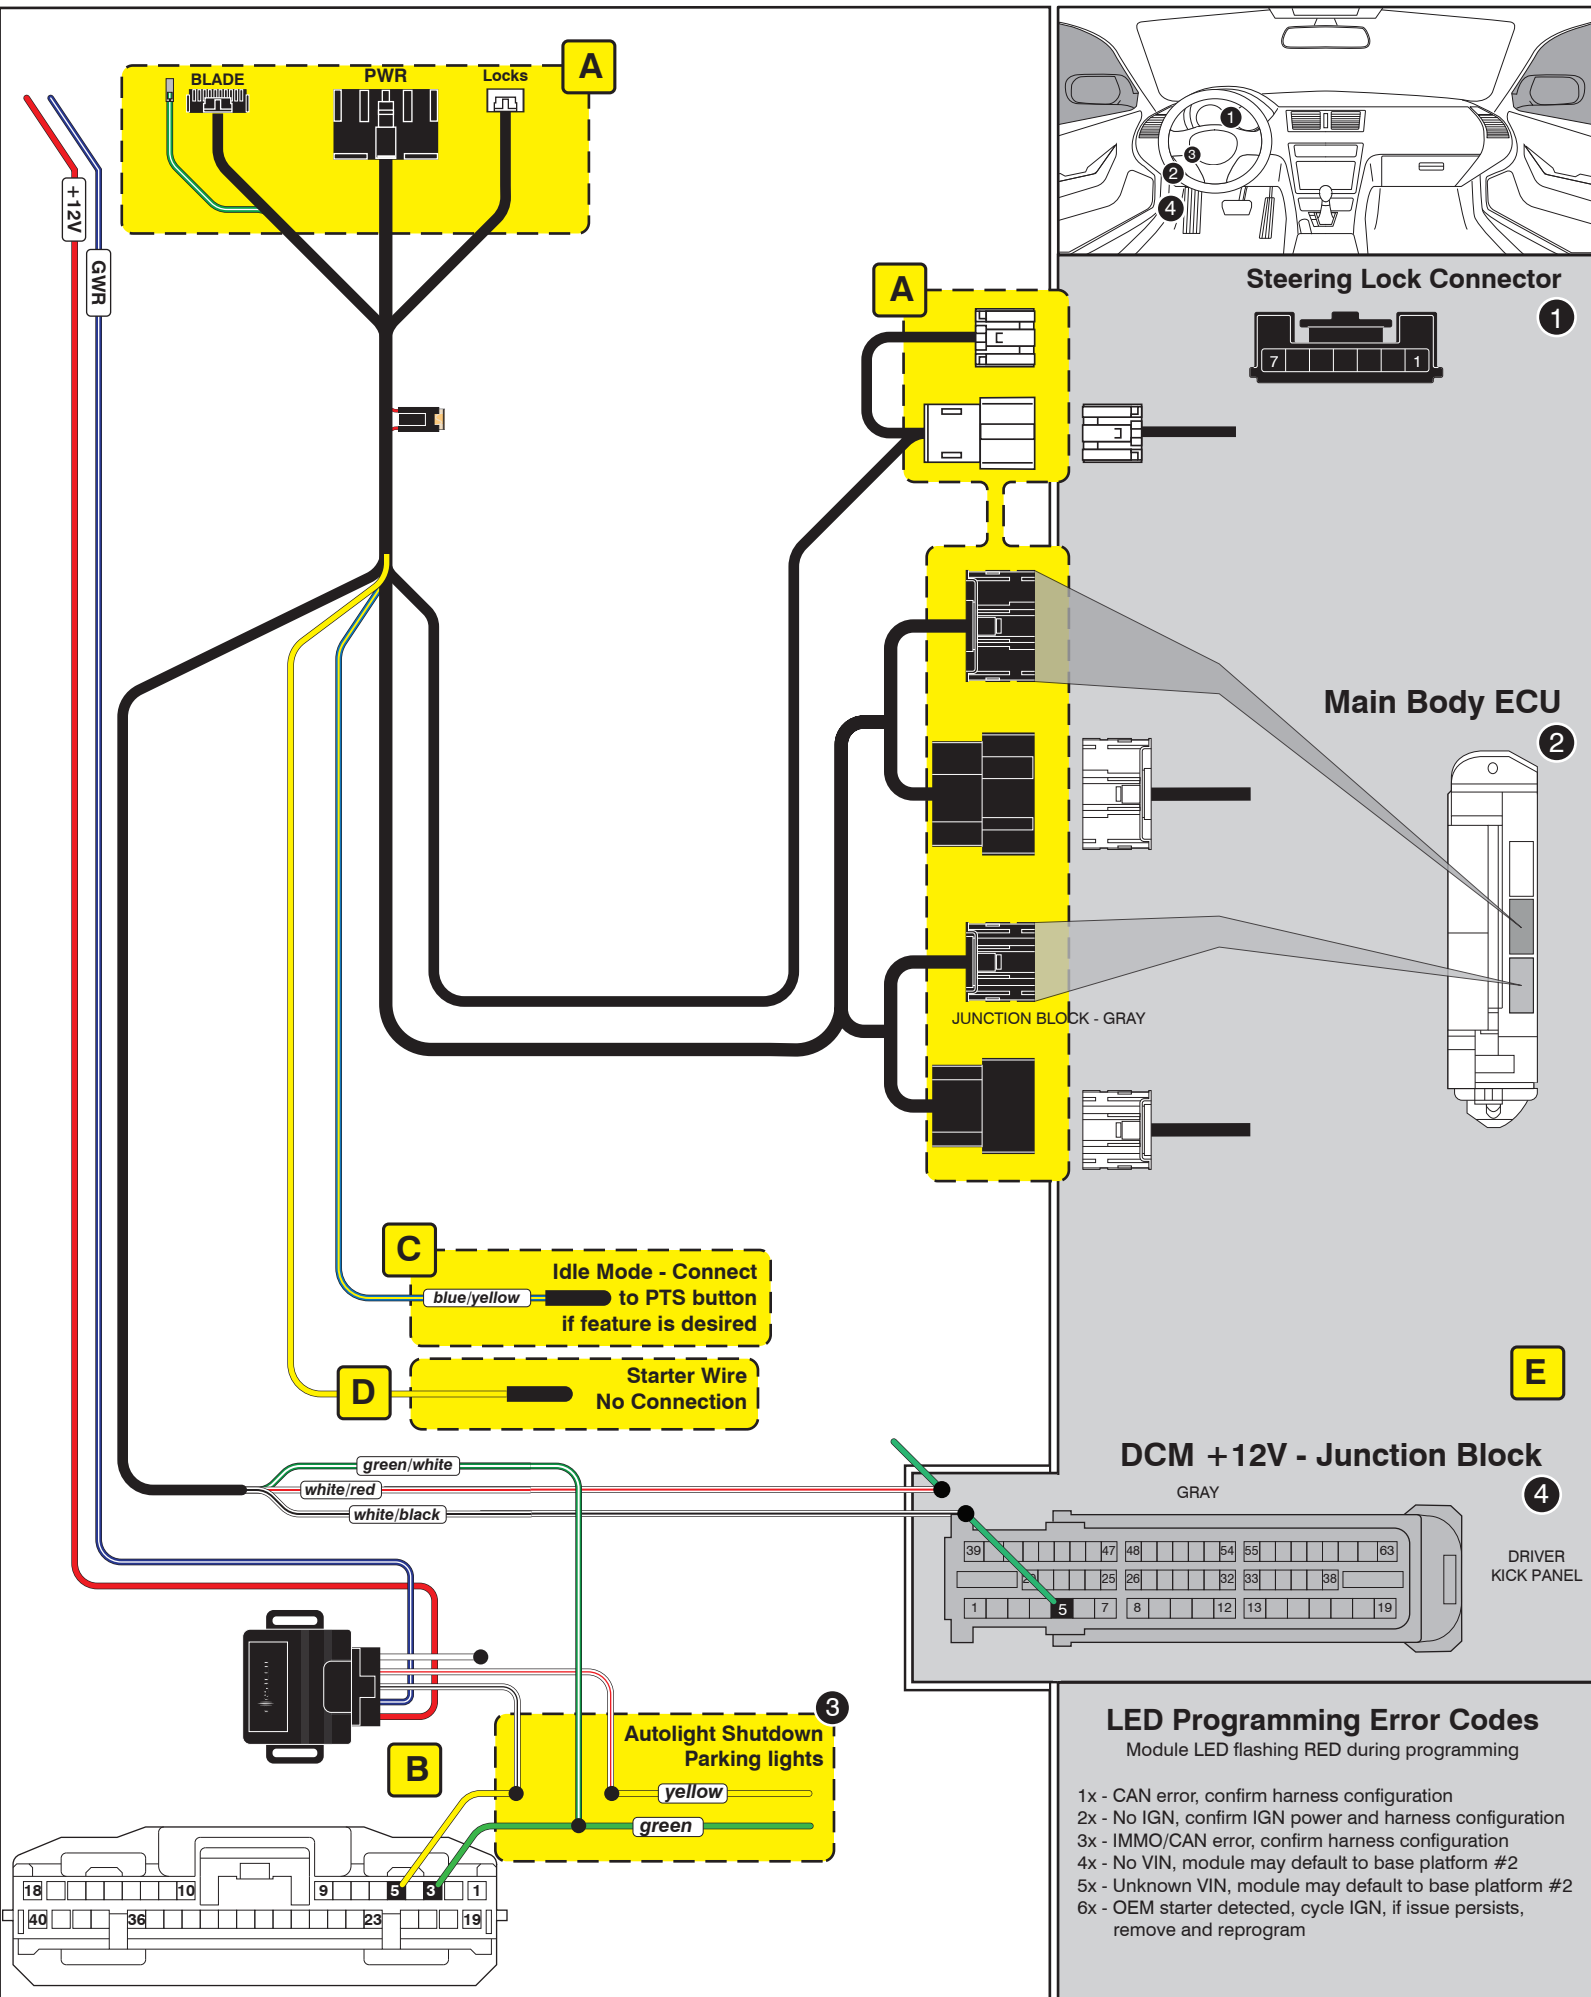 A
BLADE
PWR
Locks
+12V
GWR
1
3
2
4
A
Steering Lock Connector
1
7
1
Main Body ECU
2
JUNCTION BLOCK - GRAY
C
Idle Mode - Connect
to PTS button
if feature is desired
blue/yellow
D
Starter Wire
No Connection
E
DCM +12V - Junction Block
4
GRAY
green/white
white/red
white/black
39
47
48
54
55
63
25
26
32
33
38
1
5
7
8
12
13
19
DRIVER
KICK PANEL
3
Autolight Shutdown
Parking lights
B
yellow
green
18
10
9
5
3
1
40
36
23
19
LED Programming Error Codes
Module LED flashing RED during programming
1x - CAN error, confirm harness configuration
2x - No IGN, confirm IGN power and harness configuration
3x - IMMO/CAN error, confirm harness configuration
4x - No VIN, module may default to base platform #2
5x - Unknown VIN, module may default to base platform #2
6x - OEM starter detected, cycle IGN, if issue persists,
remove and reprogram